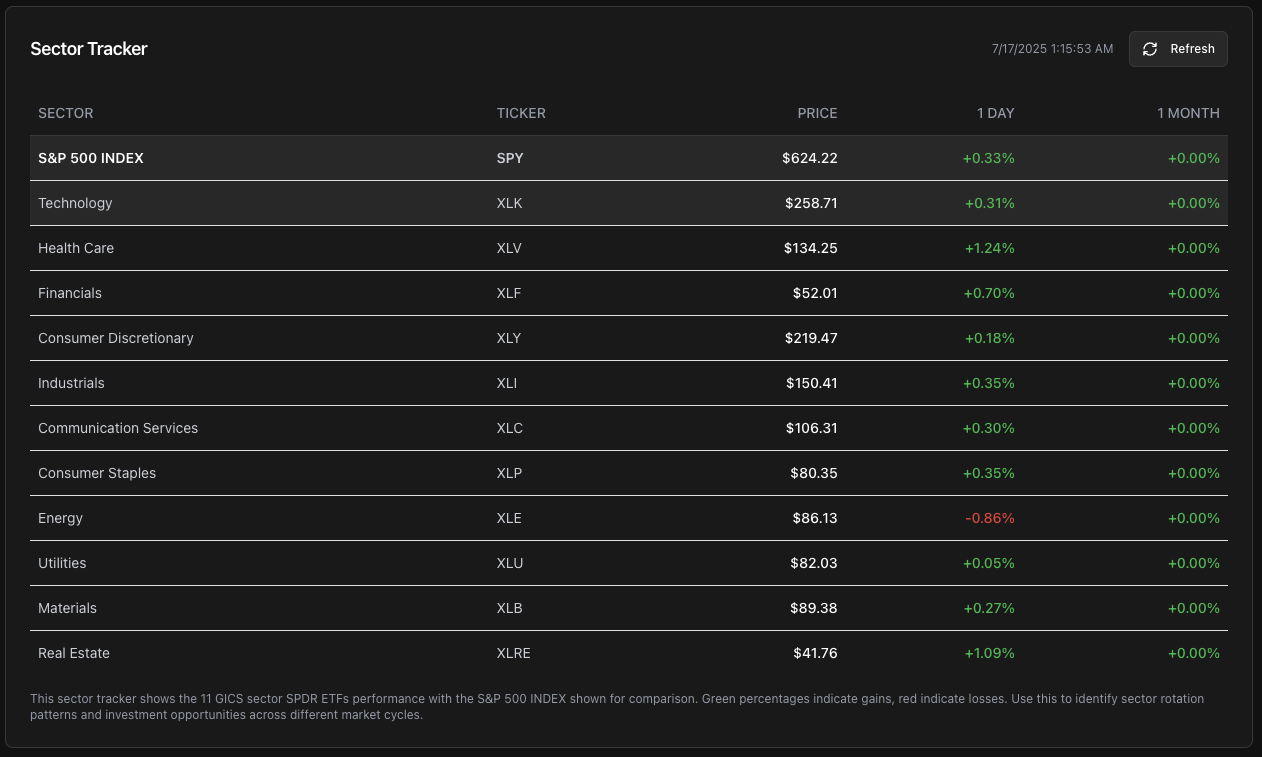 Sector Tracker
7/17/2025 1:15:53 AM
Refresh
SECTOR TICKER PRICE 1 DAY 1 MONTH
S&P 500 INDEX SPY $624.22 +0.33% +0.00%
Technology XLK $258.71 +0.31% +0.00%
Health Care XLV $134.25 +1.24% +0.00%
Financials XLF $52.01 +0.70% +0.00%
Consumer Discretionary XLY $219.47 +0.18% +0.00%
Industrials XLI $150.41 +0.35% +0.00%
Communication Services XLC $106.31 +0.30% +0.00%
Consumer Staples XLP $80.35 +0.35% +0.00%
Energy XLE $86.13 -0.86% +0.00%
Utilities XLU $82.03 +0.05% +0.00%
Materials XLB $89.38 +0.27% +0.00%
Real Estate XLRE $41.76 +1.09% +0.00%
This sector tracker shows the 11 GICS sector SPDR ETFs performance with the S&P 500 INDEX shown for comparison. Green percentages indicate gains, red indicate losses. Use this to identify sector rotation
patterns and investment opportunities across different market cycles.